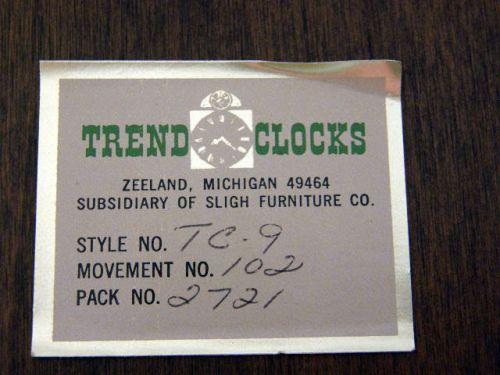 TREND CLOCKS
ZEELAND, MICHIGAN 49464
SUBSIDIARY OF SLIGH FURNITURE CO.
STYLE NO. TC-9
MOVEMENT NO. 102
PACK NO. 2721